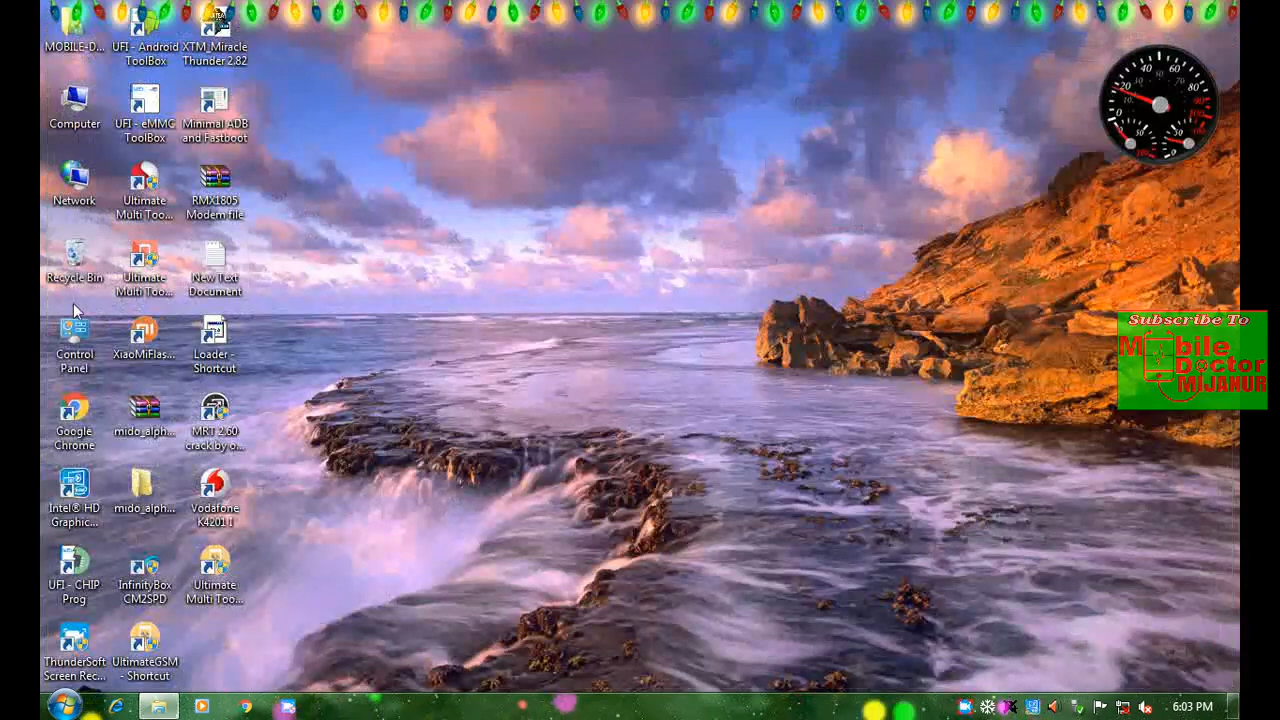 MOBILE-D...
UFI - Android
ToolBox
XTM_Miracle
Thunder 2.82
Computer
UFI - eMMC
ToolBox
Minimal ADB
and Fastboot
Network
Ultimate
Multi Too...
RMX1805
Modem file
Recycle Bin
Ultimate
Multi Too...
New Text
Document
Control
Panel
XiaoMiFlas...
Loader -
Shortcut
Google
Chrome
mido_alph...
MRT 2.60
crack by o...
Intel® HD
Graphic...
mido_alph...
Vodafone
K4201 I
UFI - CHIP
Prog
InfinityBox
CM2SPD
Ultimate
Multi Too...
ThunderSoft
Screen Rec...
UltimateGSM
- Shortcut
Subscribe To
Mobile
Doctor
MIJANUR
6:03 PM